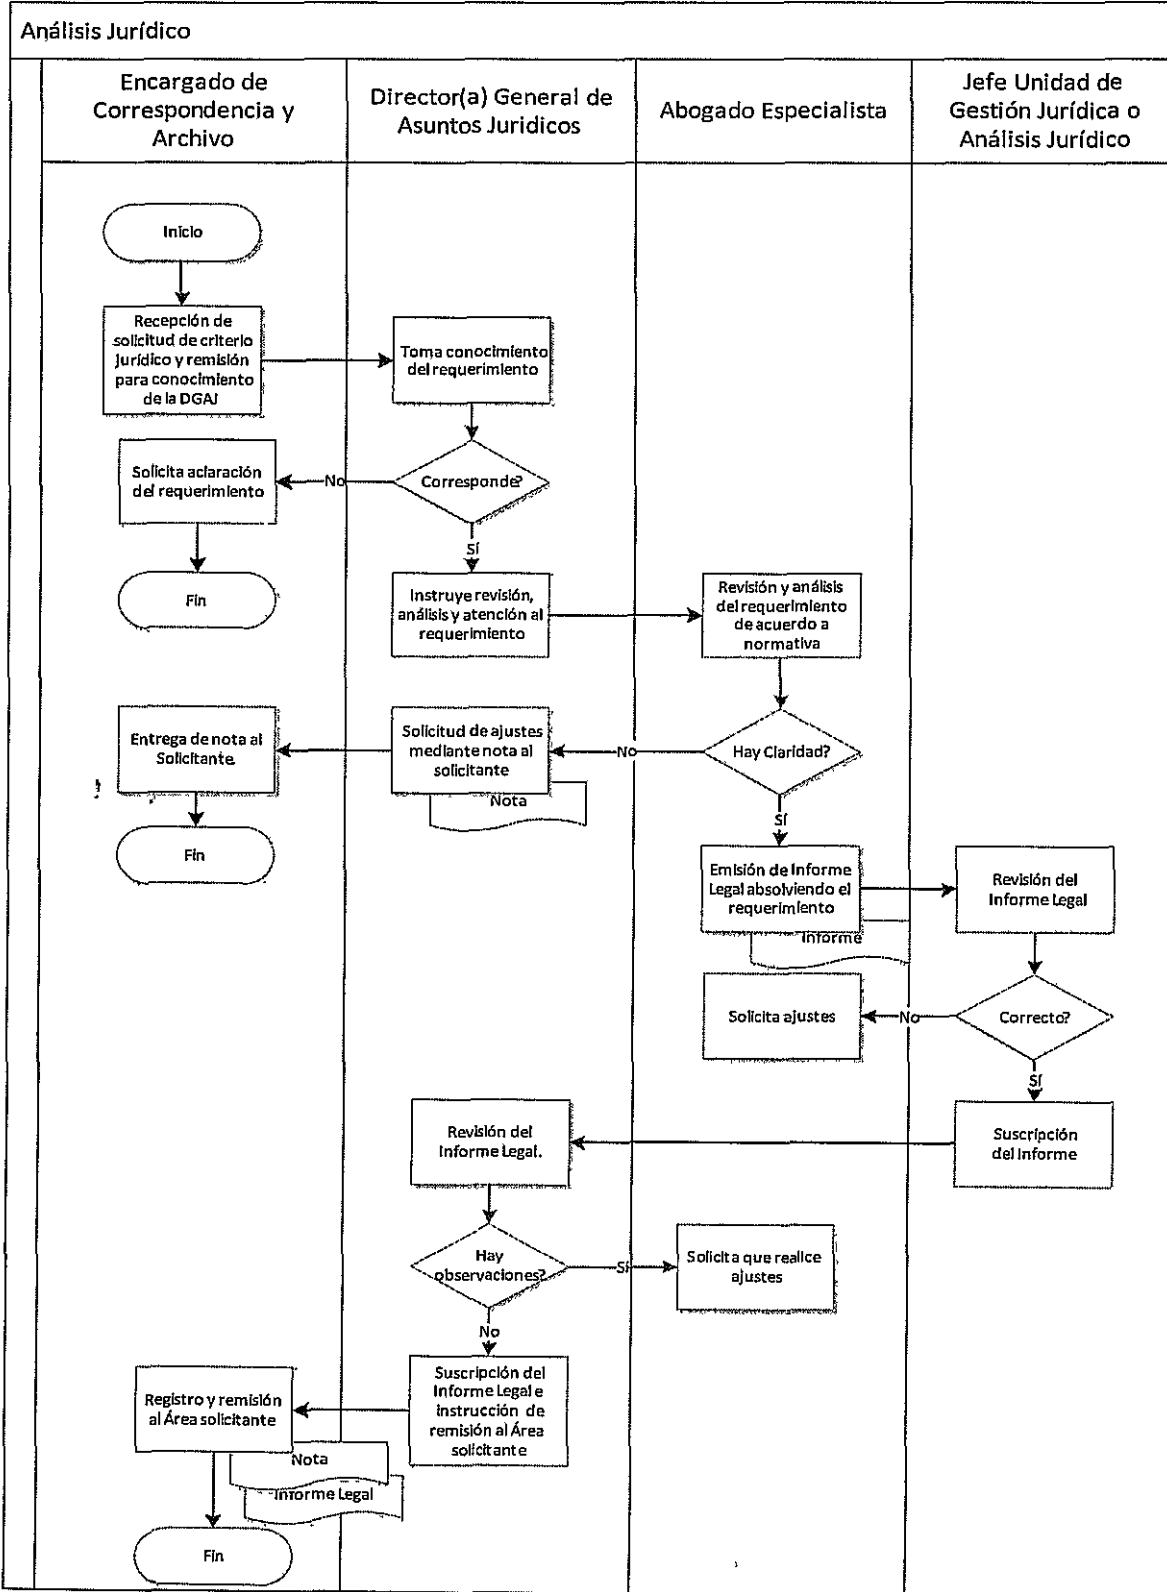 Análisis Jurídico
Encargado de
Correspondencia y
Archivo
Director(a) General de
Asuntos Juridicos
Abogado Especialista
Jefe Unidad de
Gestión Jurídica o
Análisis Jurídico
Inicio
Recepción de
solicitud de criterio
Jurídico y remisión
para conocimiento
de la DGAJ
Toma conocimiento
del requerimiento
Solicita aclaración
del requerimiento
No
Corresponde?
Sí
Fin
Instruye revisión,
análisis y atención al
requerimiento
Revisión y análisis
del requerimiento
de acuerdo a
normativa
Entrega de nota al
Solicitante.
Solicitud de ajustes
mediante nota al
solicitante
Nota
No
Hay Claridad?
Sí
Fin
Emisión de Informe
Legal absolviendo el
requerimiento
Informe
Revisión del
Informe Legal
Solicita ajustes
No
Correcto?
Sí
Revisión del
Informe Legal.
Suscripción
del Informe
Hay
observaciones?
Sí
Solicita que realice
ajustes
No
Registro y remisión
al Área solicitante
Suscripción del
Informe Legal e
instrucción de
remisión al Área
solicitante
Nota
Informe Legal
Fin